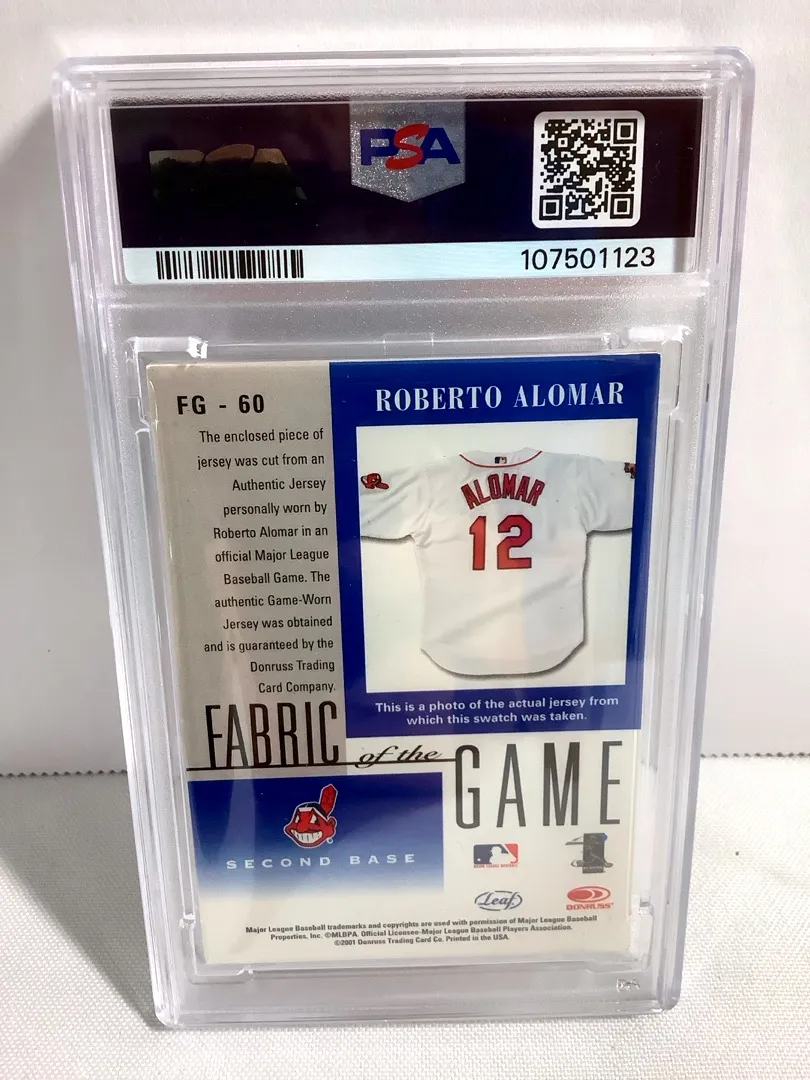 PSA
107501123
FG - 60
The enclosed piece of
jersey was cut from an
Authentic Jersey
personally worn by
Roberto Alomar in an
official Major League
Baseball Game. The
authentic Game-Worn
Jersey was obtained
and is guaranteed by the
Donruss Trading
Card Company.
ROBERTO ALOMAR
ALOMAR
12
This is a photo of the actual jersey from
which this swatch was taken.
FABRIC of the
GAME
SECOND BASE
Leaf
DONRUSS
Major League Baseball trademarks and copyrights are used with permission of Major League Baseball
Properties, Inc. ©MLBPA. Official Licensee-Major League Baseball Players Association.
©2001 Donruss Trading Card Co. Printed in the USA.
PSA